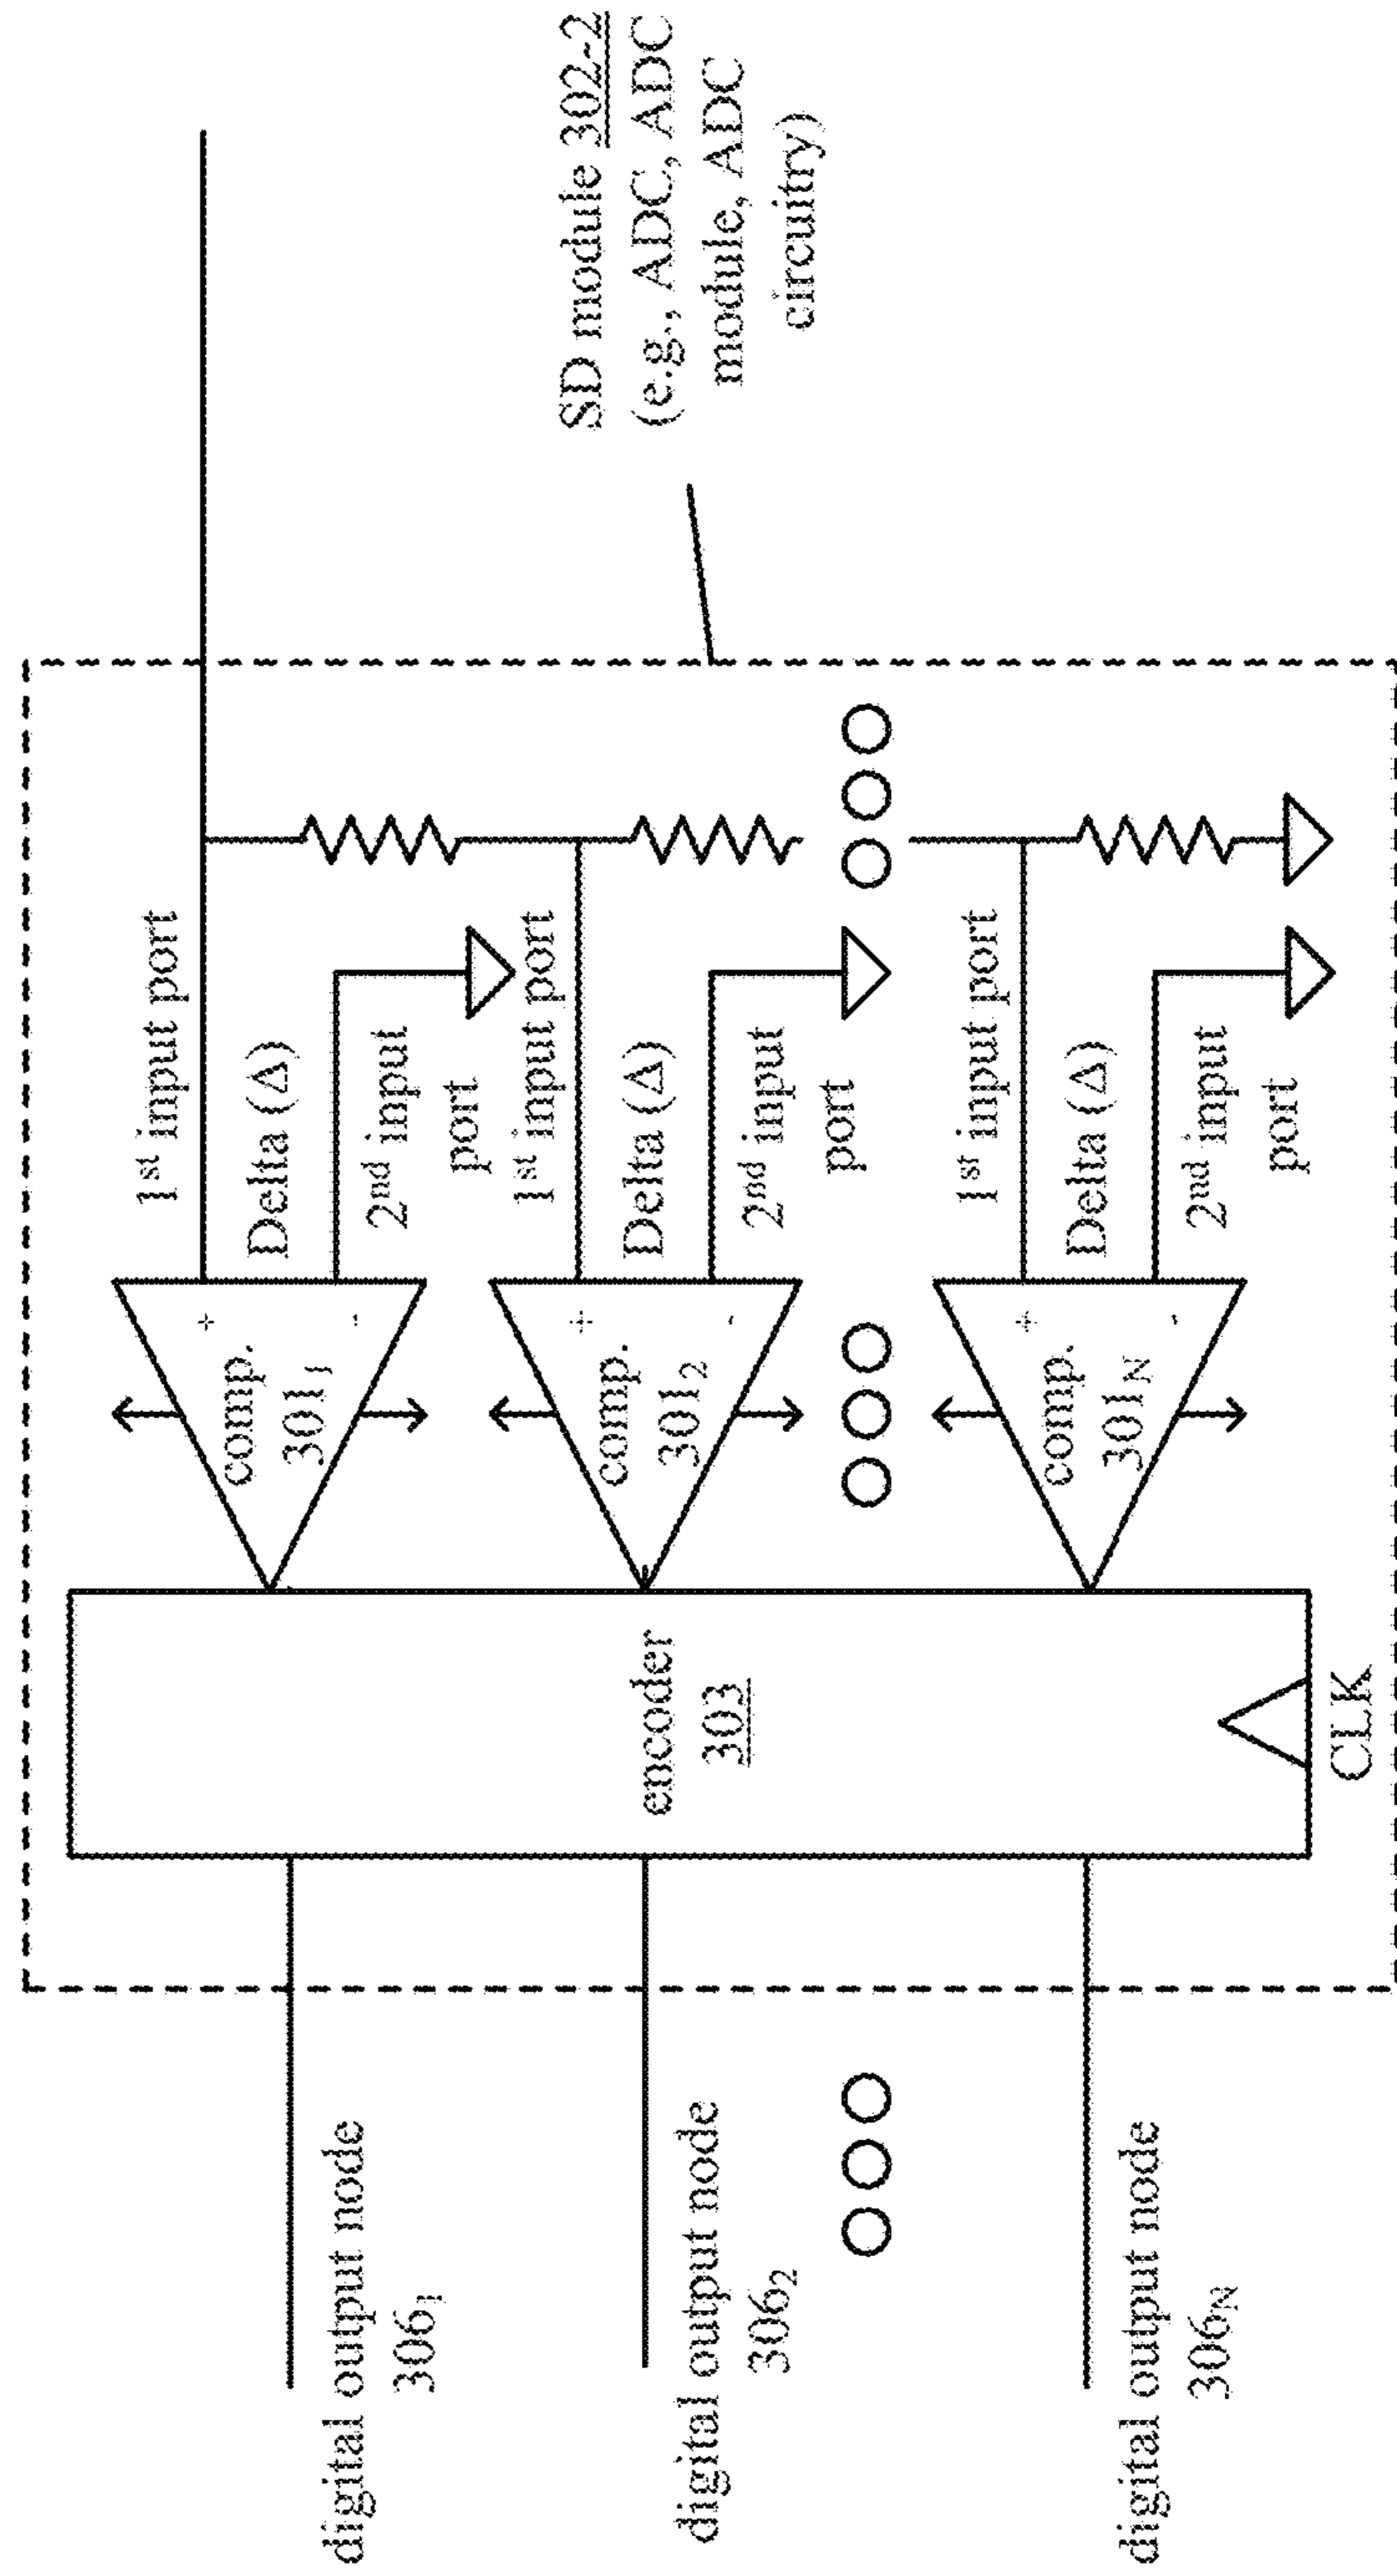 1st input port
Delta (Δ)
2nd input
port
+
-
comp.
301₁
digital output node
306₁
1st input port
Delta (Δ)
2nd input
port
+
-
comp.
301₂
encoder
303
digital output node
306₂
SD module 302-2
(e.g., ADC, ADC
module, ADC
circuitry)
1st input port
Delta (Δ)
2nd input
port
+
-
comp.
301N
digital output node
306N
CLK